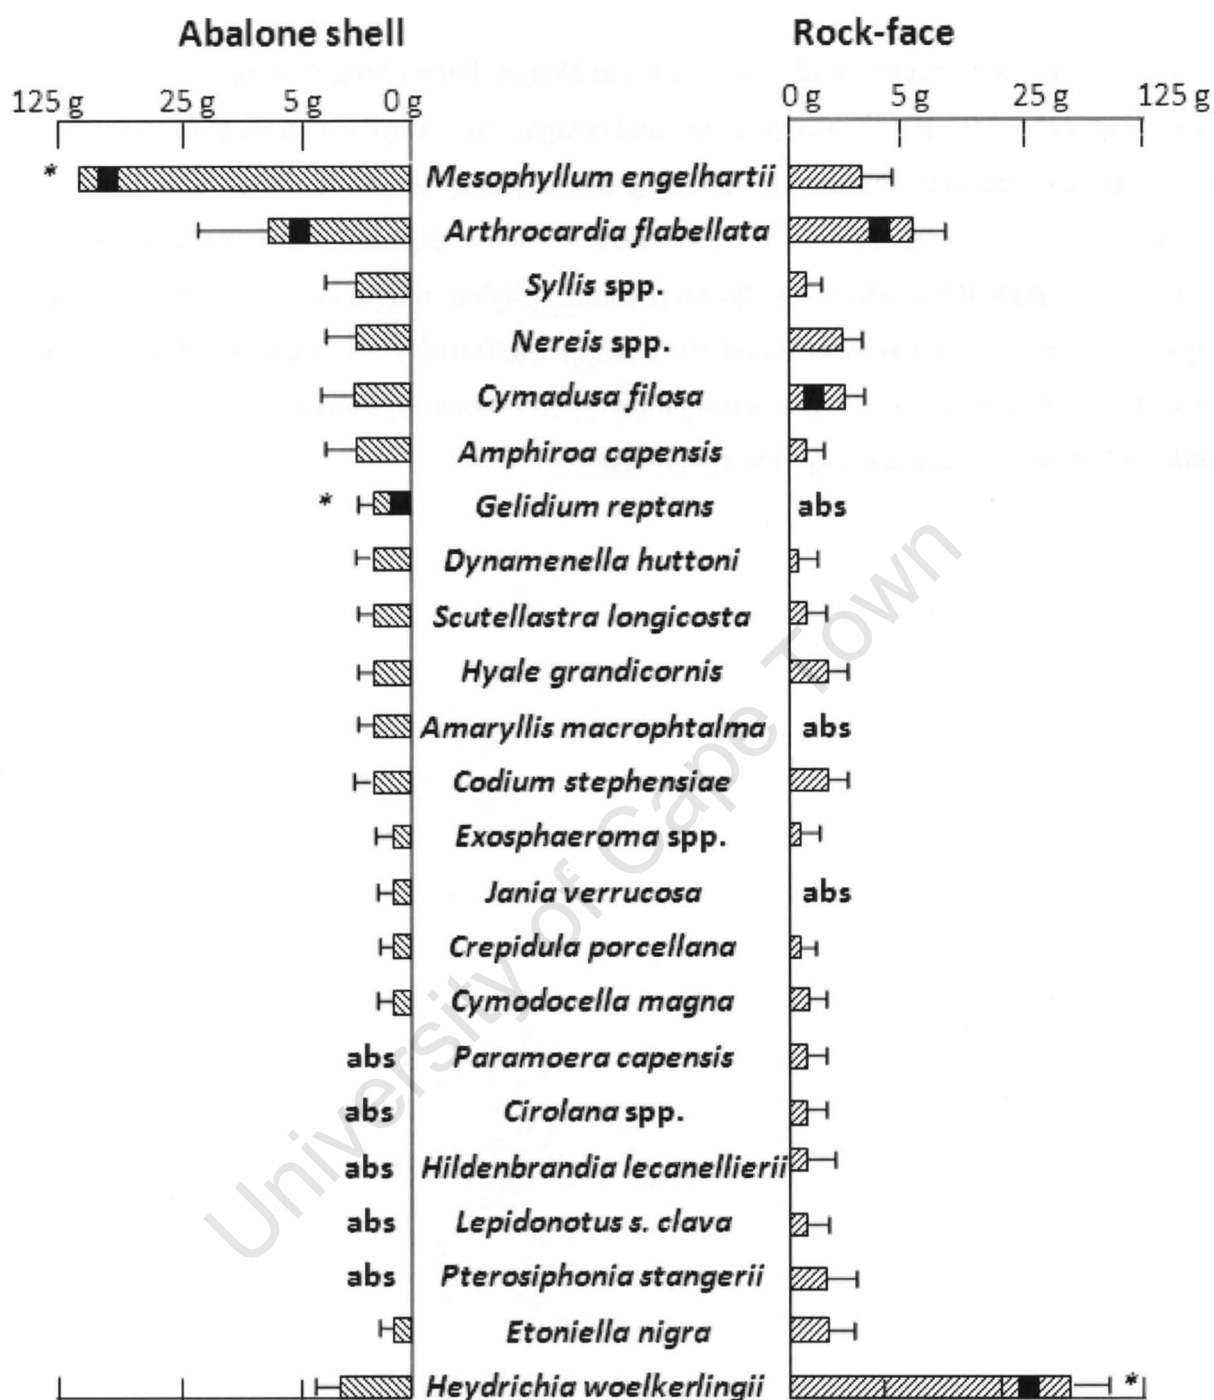 Abalone shell Rock-face
125 g 25 g 5 g 0 g 0 g 5 g 25 g 125 g
* Mesophyllum engelhartii
Arthrocardia flabellata
Syllis spp.
Nereis spp.
Cymadusa filosa
Amphiroa capensis
* Gelidium reptans abs
Dynamenella huttoni
Scutellastra longicosta
Hyale grandicornis
Amaryllis macrophtalma abs
Codium stephensiae
Exosphaeroma spp.
Jania verrucosa abs
Crepidula porcellana
Cymodocella magna
abs Paramoera capensis
abs Cirolana spp.
abs Hildenbrandia lecanellierii
abs Lepidonotus s. clava
abs Pterosiphonia stangerii
Etoniella nigra
Heydrichia woelkerlingii *
University of Cape Town